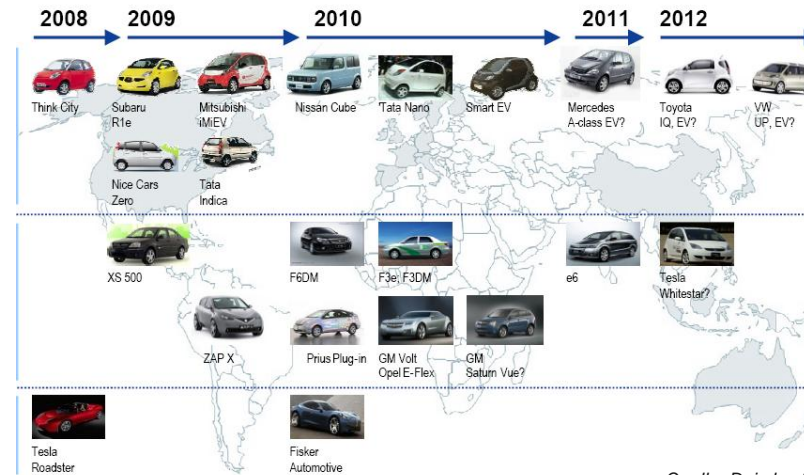 2008
2009
2010
2011
2012
Think City
Subaru
R1e
Mitsubishi
iMiEV
Nissan Cube
Tata Nano
Smart EV
Mercedes
A-class EV?
Toyota
IQ, EV?
VW
UP, EV?
Nice Cars
Zero
Tata
Indica
XS 500
F6DM
F3e, F3DM
e6
Tesla
Whitestar?
ZAP X
Prius Plug-in
GM Volt
Opel E-Flex
GM
Saturn Vue?
Tesla
Roadster
Fisker
Automotive